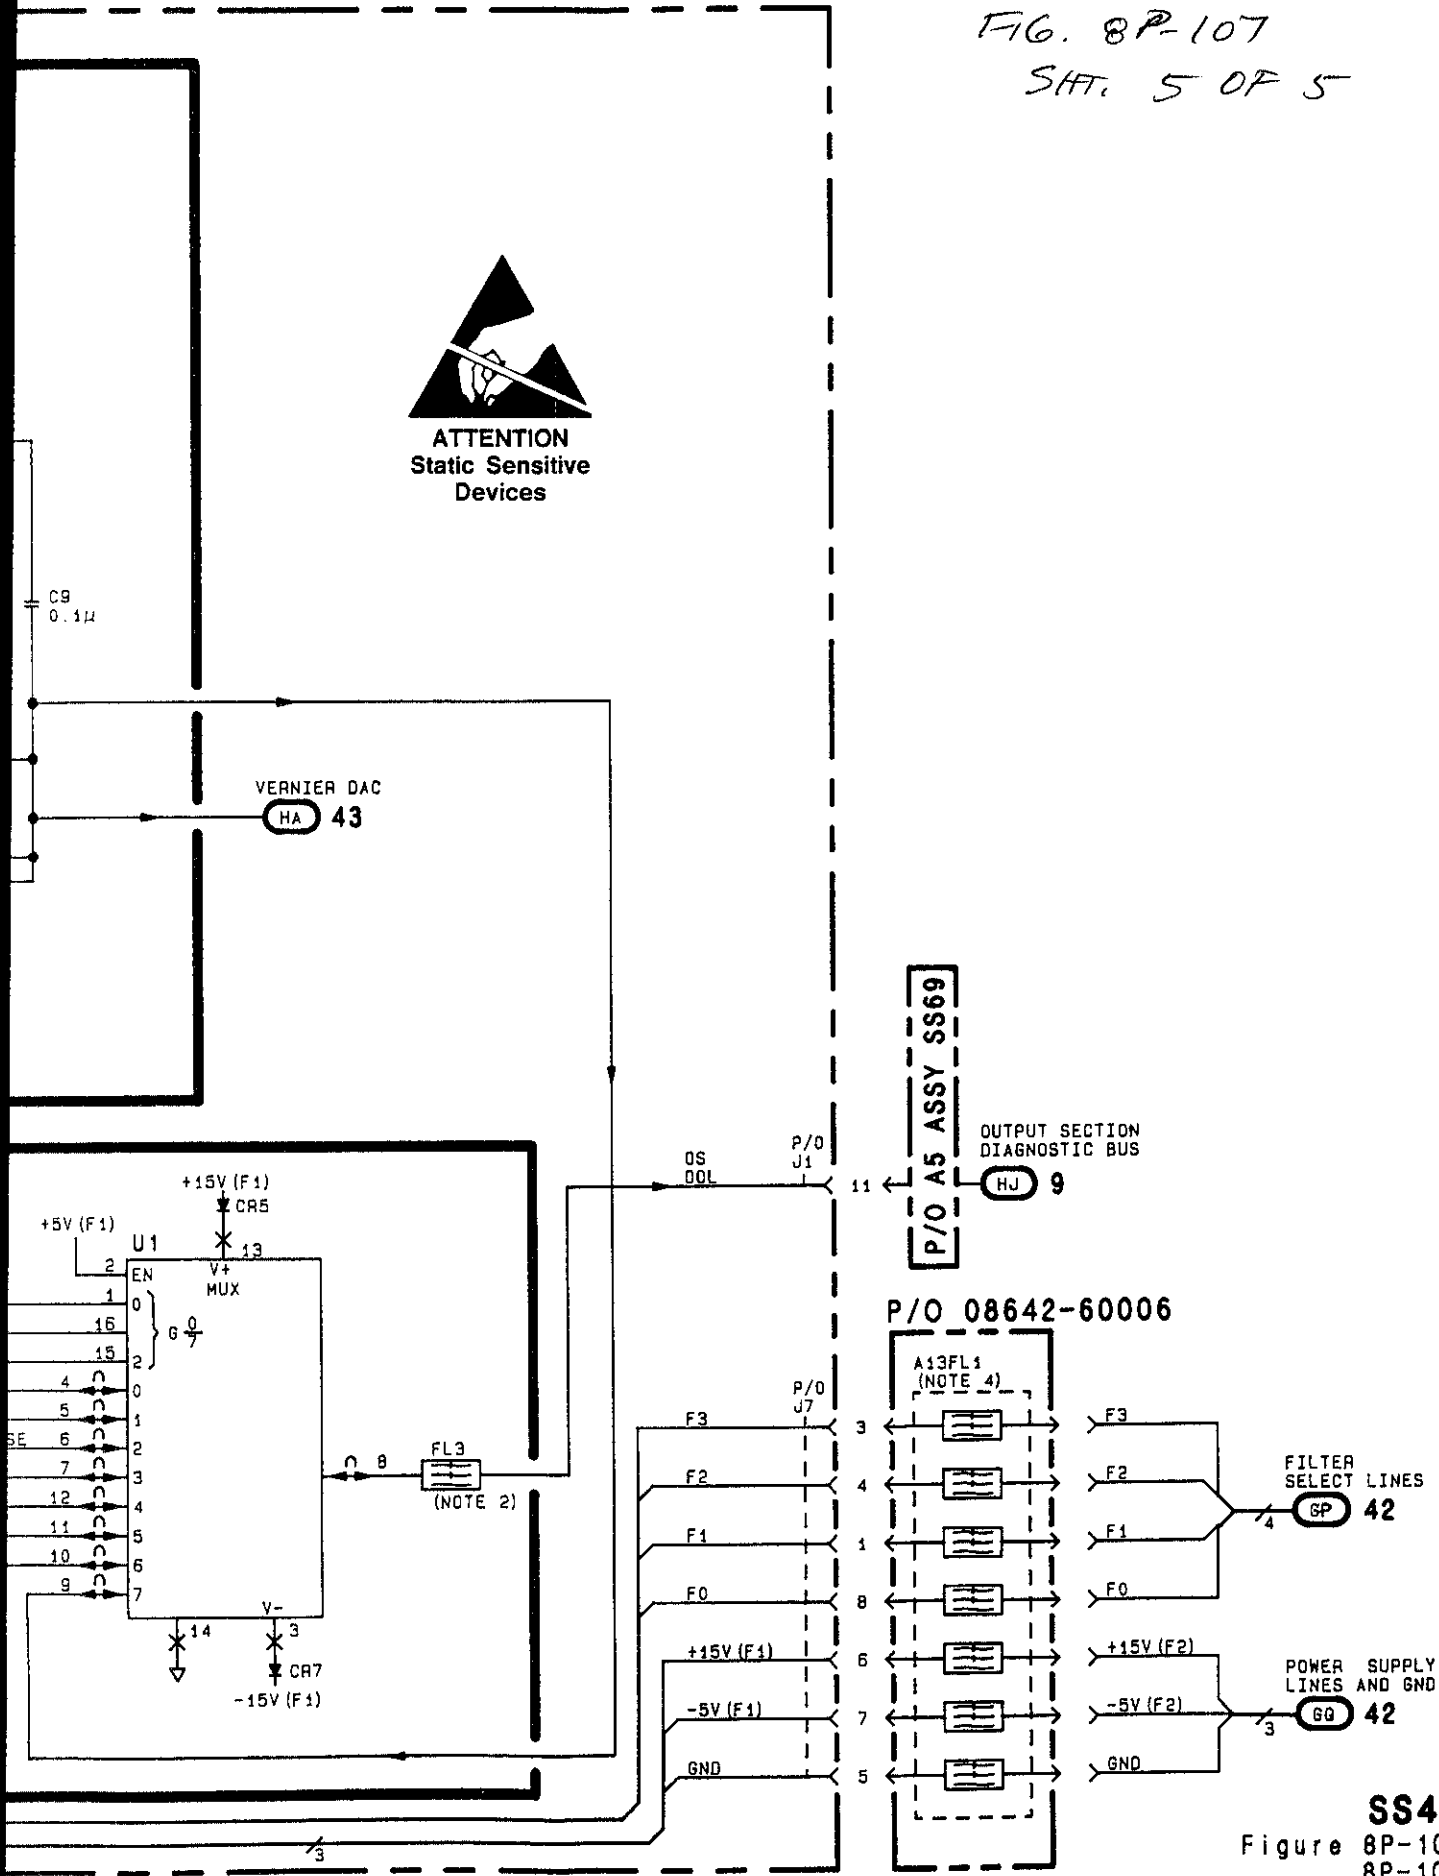 FIG. 8P-107
SHT. 5 OF 5
ATTENTION
Static Sensitive
Devices
C9
0.1μ
VERNIER DAC
HA 43
P/O A5 ASSY SS69
OUTPUT SECTION
DIAGNOSTIC BUS
HJ 9
OS
DOL
P/O
J1
11
+15V(F1)
CR5
+5V(F1)
U1
13
V+
MUX
2 EN
1 0
16
G 0/7
15 2
4 0
5 1
SE 6 2
7 3
12 4
11 5
10 6
9 7
8
FL3
(NOTE 2)
V-
14
3
CR7
-15V(F1)
P/O 08642-60006
A13FL1
(NOTE 4)
P/O
J7
F3 3 F3
F2 4 F2
F1 1 F1
F0 8 F0
+15V(F1) 6 +15V(F2)
-5V(F1) 7 -5V(F2)
GND 5 GND
FILTER
SELECT LINES
4 GP 42
POWER SUPPLY
LINES AND GND
3 GQ 42
3
SS4
Figure 8P-10
8P-10